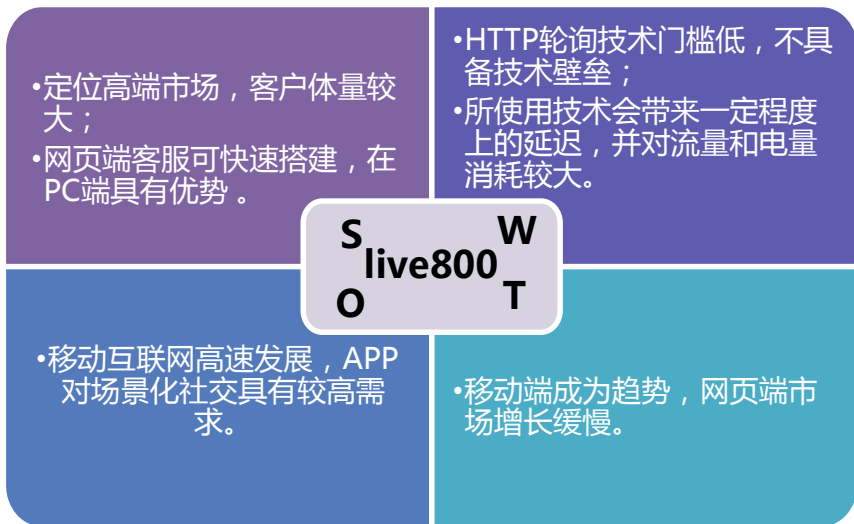 •定位高端市场，客户体量较
大；
•网页端客服可快速搭建，在
PC端具有优势 。
•HTTP轮询技术门槛低，不具
备技术壁垒；
•所使用技术会带来一定程度
上的延迟，并对流量和电量
消耗较大。
S W
live800
O T
•移动互联网高速发展，APP
对场景化社交具有较高需
求。
•移动端成为趋势，网页端市
场增长缓慢。